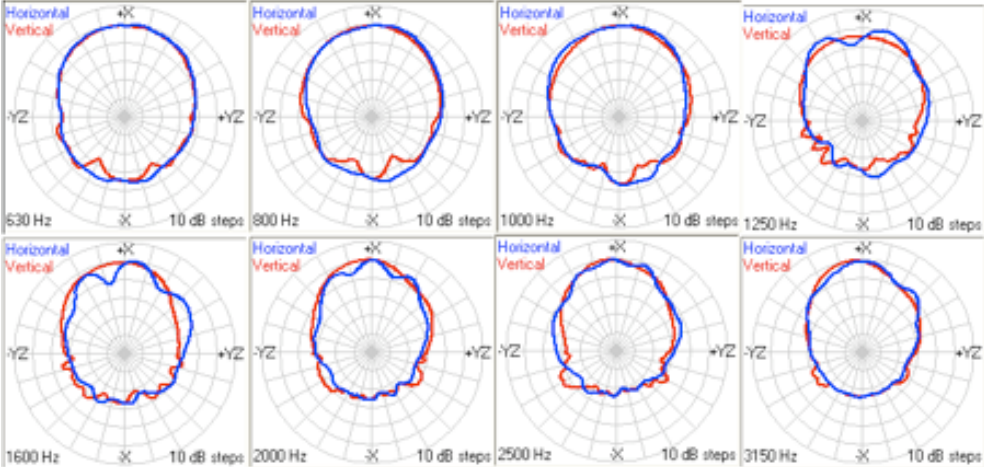 Horizontal
Vertical
+X
-YZ
+YZ
630 Hz
-X
10 dB steps
Horizontal
Vertical
+X
-YZ
+YZ
800 Hz
-X
10 dB steps
Horizontal
Vertical
+X
-YZ
+YZ
1000 Hz
-X
10 dB steps
Horizontal
Vertical
+X
-YZ
+YZ
1250 Hz
-X
10 dB steps
Horizontal
Vertical
+X
-YZ
+YZ
1600 Hz
-X
10 dB steps
Horizontal
Vertical
+X
-YZ
+YZ
2000 Hz
-X
10 dB steps
Horizontal
Vertical
+X
-YZ
+YZ
2500 Hz
-X
10 dB steps
Horizontal
Vertical
+X
-YZ
+YZ
3150 Hz
-X
10 dB steps